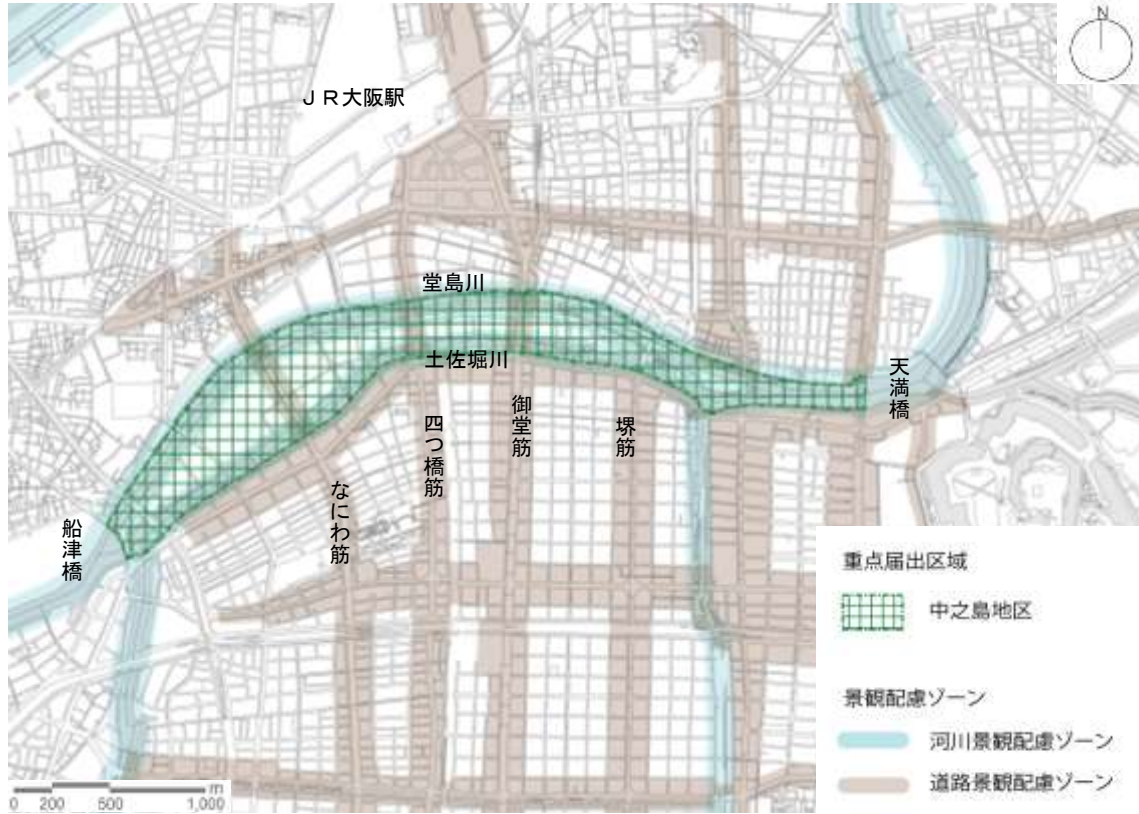 N
JR大阪駅
堂島川
土佐堀川
天満橋
御堂筋
堺筋
四つ橋筋
なにわ筋
船津橋
重点届出区域
中之島地区
景観配慮ゾーン
河川景観配慮ゾーン
道路景観配慮ゾーン
m
0 200 500 1,000